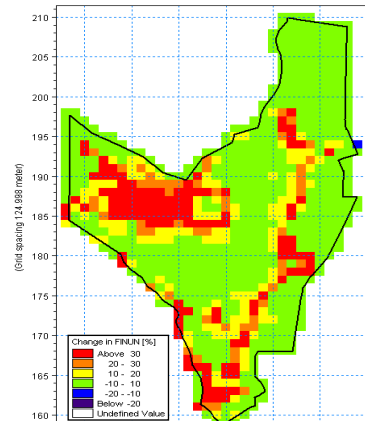 210
205
200
195
190
185
180
175
170
165
160
(Grid spacing 124.998 meter)
Change in FINUN [%]
Above 30
20 - 30
10 - 20
-10 - 10
-20 - -10
Below -20
Undefined Value